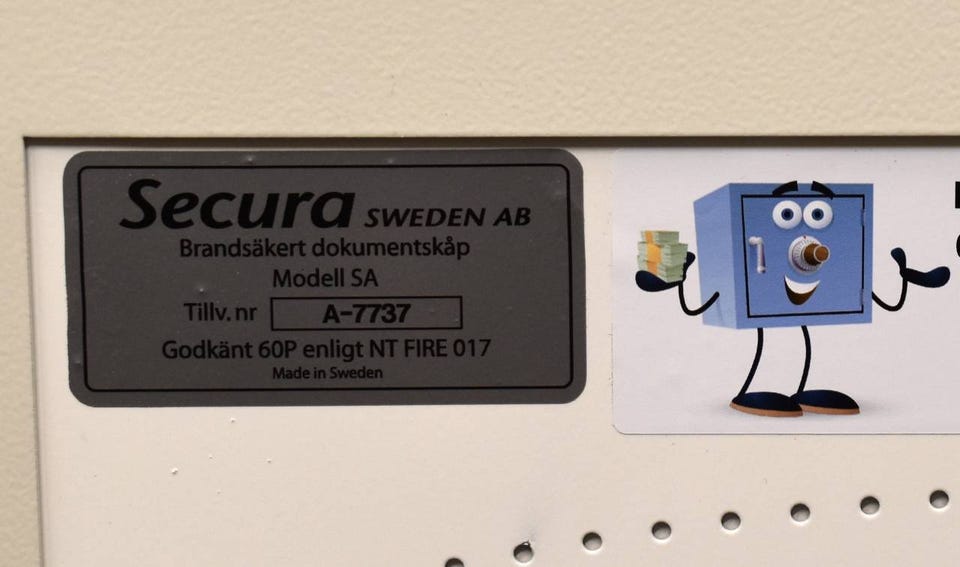 Secura SWEDEN AB
Brandsäkert dokumentskåp
Modell SA
Tillv. nr A-7737
Godkänt 60P enligt NT FIRE 017
Made in Sweden